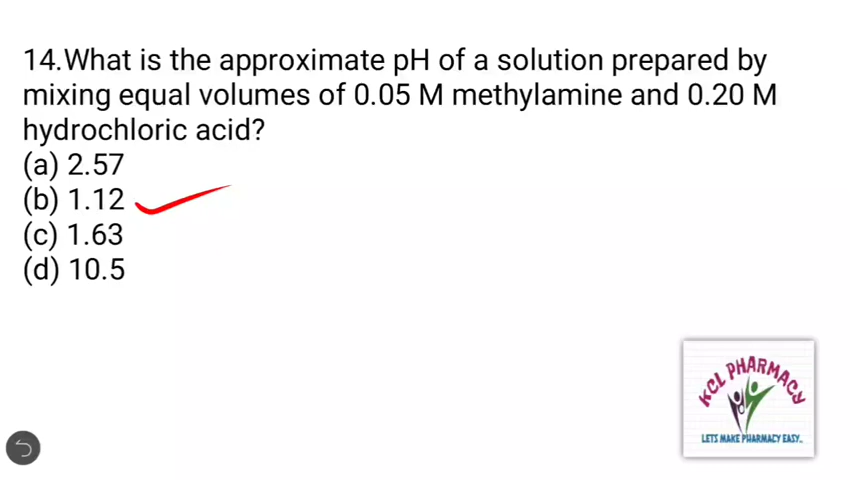 14.What is the approximate pH of a solution prepared by
mixing equal volumes of 0.05 M methylamine and 0.20 M
hydrochloric acid?
(a) 2.57
(b) 1.12
(c) 1.63
(d) 10.5
KCL PHARMACY
LETS MAKE PHARMACY EASY..